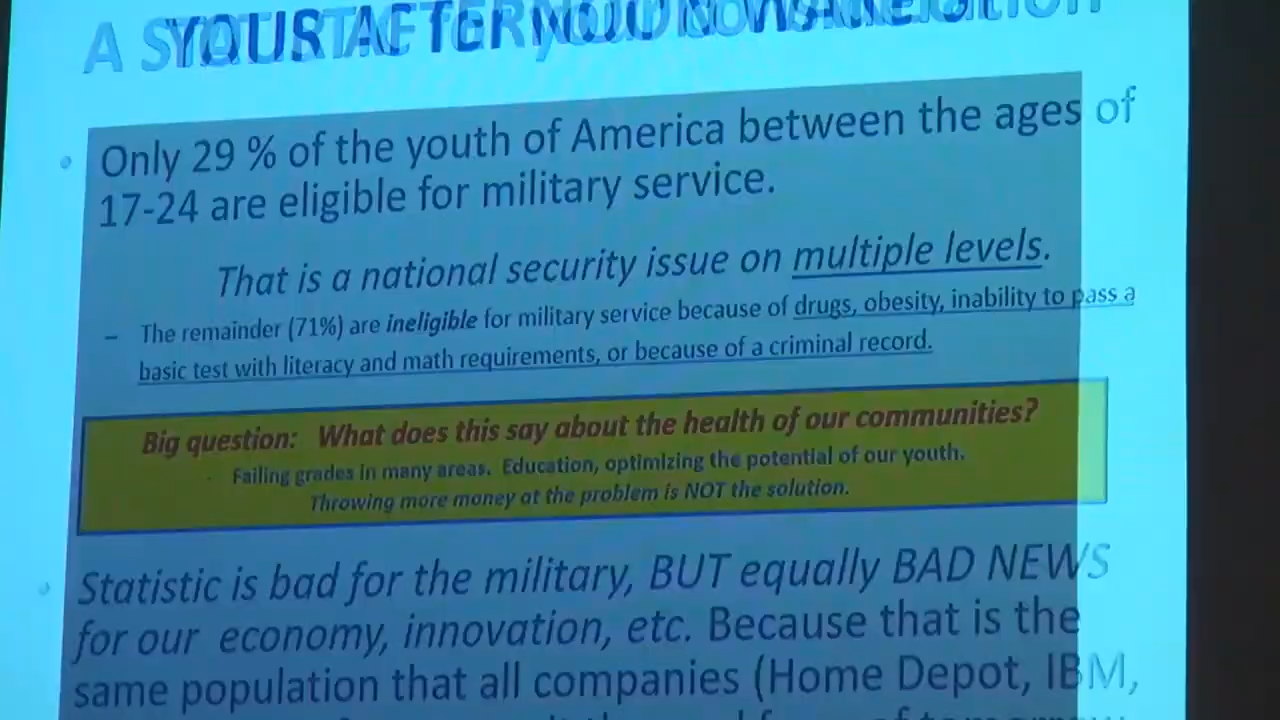 • Only 29 % of the youth of America between the ages of
17-24 are eligible for military service.
That is a national security issue on multiple levels.
– The remainder (71%) are ineligible for military service because of drugs, obesity, inability to pass a
basic test with literacy and math requirements, or because of a criminal record.
Big question: What does this say about the health of our communities?
Failing grades in many areas. Education, optimizing the potential of our youth.
Throwing more money at the problem is NOT the solution.
• Statistic is bad for the military, BUT equally BAD NEWS
for our economy, innovation, etc. Because that is the
same population that all companies (Home Depot, IBM,